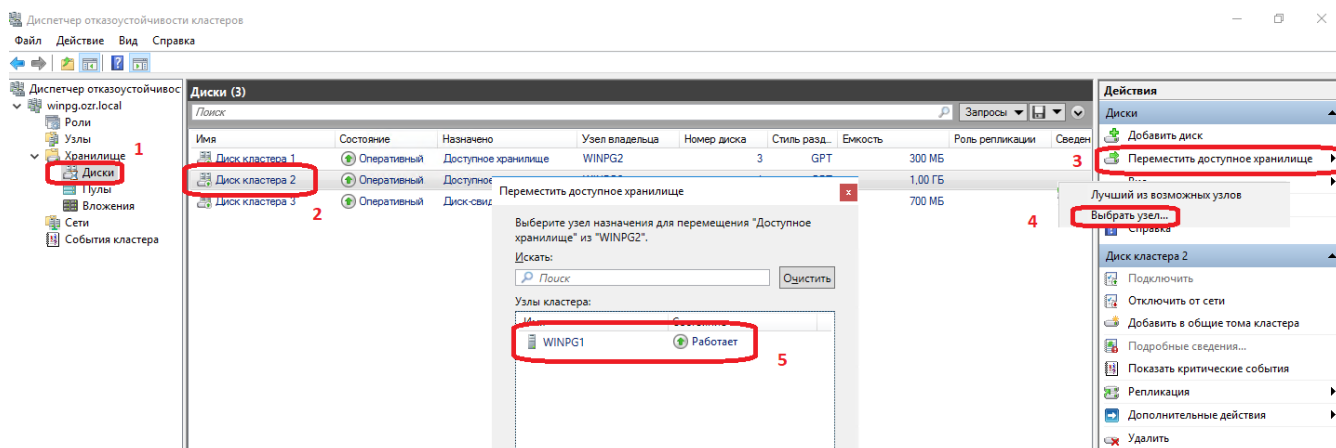 Диспетчер отказоустойчивости кластеров
Файл Действие Вид Справка
Диспетчер отказоустойчивос
winpg.ozr.local
Роли
Узлы
Хранилище
1
Диски
Пулы
Вложения
Сети
События кластера
Диски (3)
Поиск
Запросы
Имя Состояние Назначено Узел владельца Номер диска Стиль разд... Емкость Роль репликации Сведен
Диск кластера 1 Оперативный Доступное хранилище WINPG2 3 GPT 300 МБ
Диск кластера 2 Оперативный Доступное 1,00 ГБ
Диск кластера 3 Оперативный Диск-свид 700 МБ
2
Переместить доступное хранилище
x
Выберите узел назначения для перемещения "Доступное
хранилище" из "WINPG2".
Искать:
Поиск
Очистить
Узлы кластера:
WINPG1 Работает
5
Действия
Диски
Добавить диск
3
Переместить доступное хранилище
Лучший из возможных узлов
4
Выбрать узел...
Справка
Диск кластера 2
Подключить
Отключить от сети
Добавить в общие тома кластера
Подробные сведения...
Показать критические события
Репликация
Дополнительные действия
Удалить